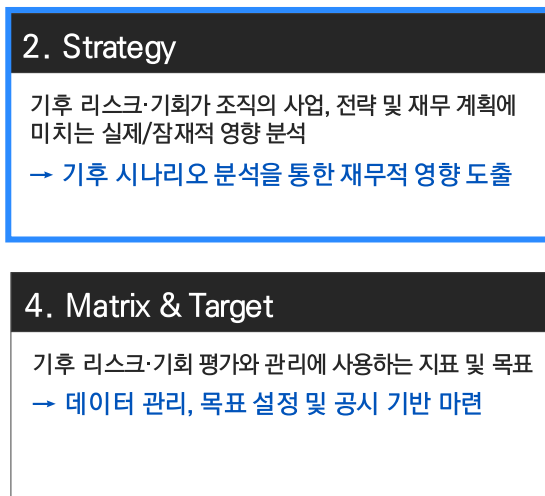 2. Strategy
기후 리스크·기회가 조직의 사업, 전략 및 재무 계획에
미치는 실제/잠재적 영향 분석
→ 기후 시나리오 분석을 통한 재무적 영향 도출
4. Matrix & Target
기후 리스크·기회 평가와 관리에 사용하는 지표 및 목표
→ 데이터 관리, 목표 설정 및 공시 기반 마련